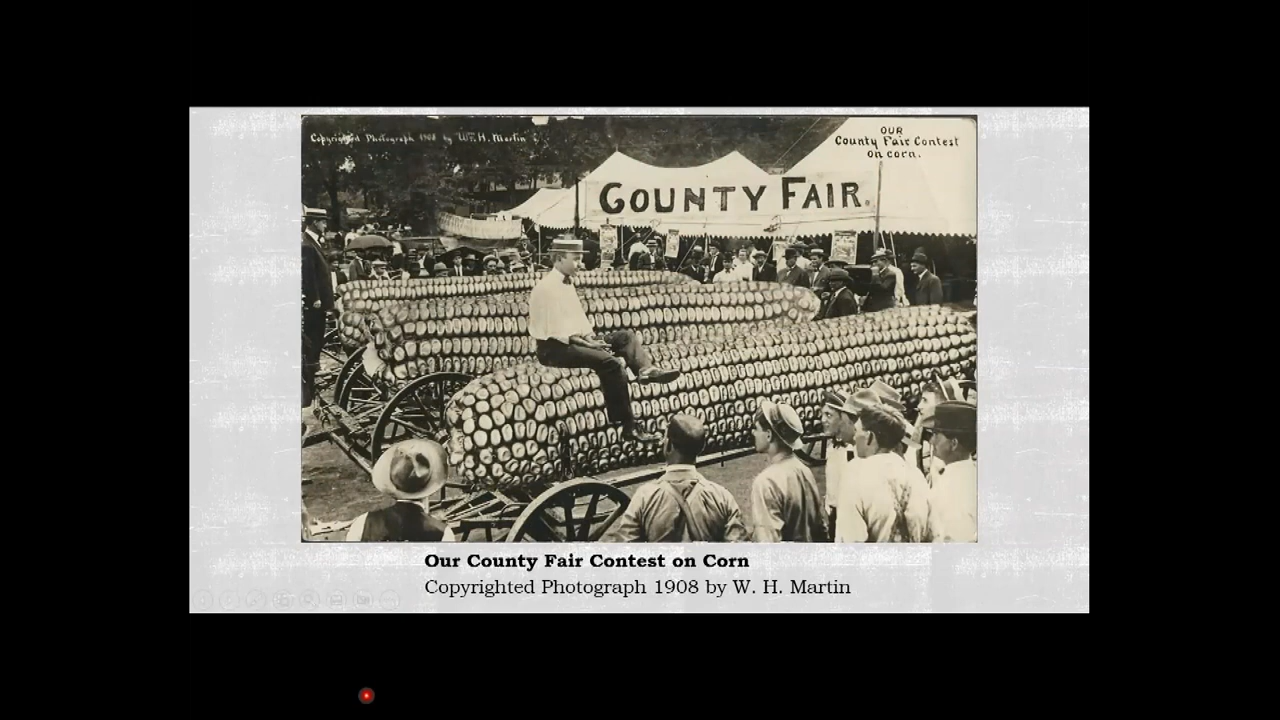 Copyrighted Photograph 1908 by W. H. Martin
OUR
County Fair Contest
on corn.
COUNTY FAIR.
Our County Fair Contest on Corn
Copyrighted Photograph 1908 by W. H. Martin